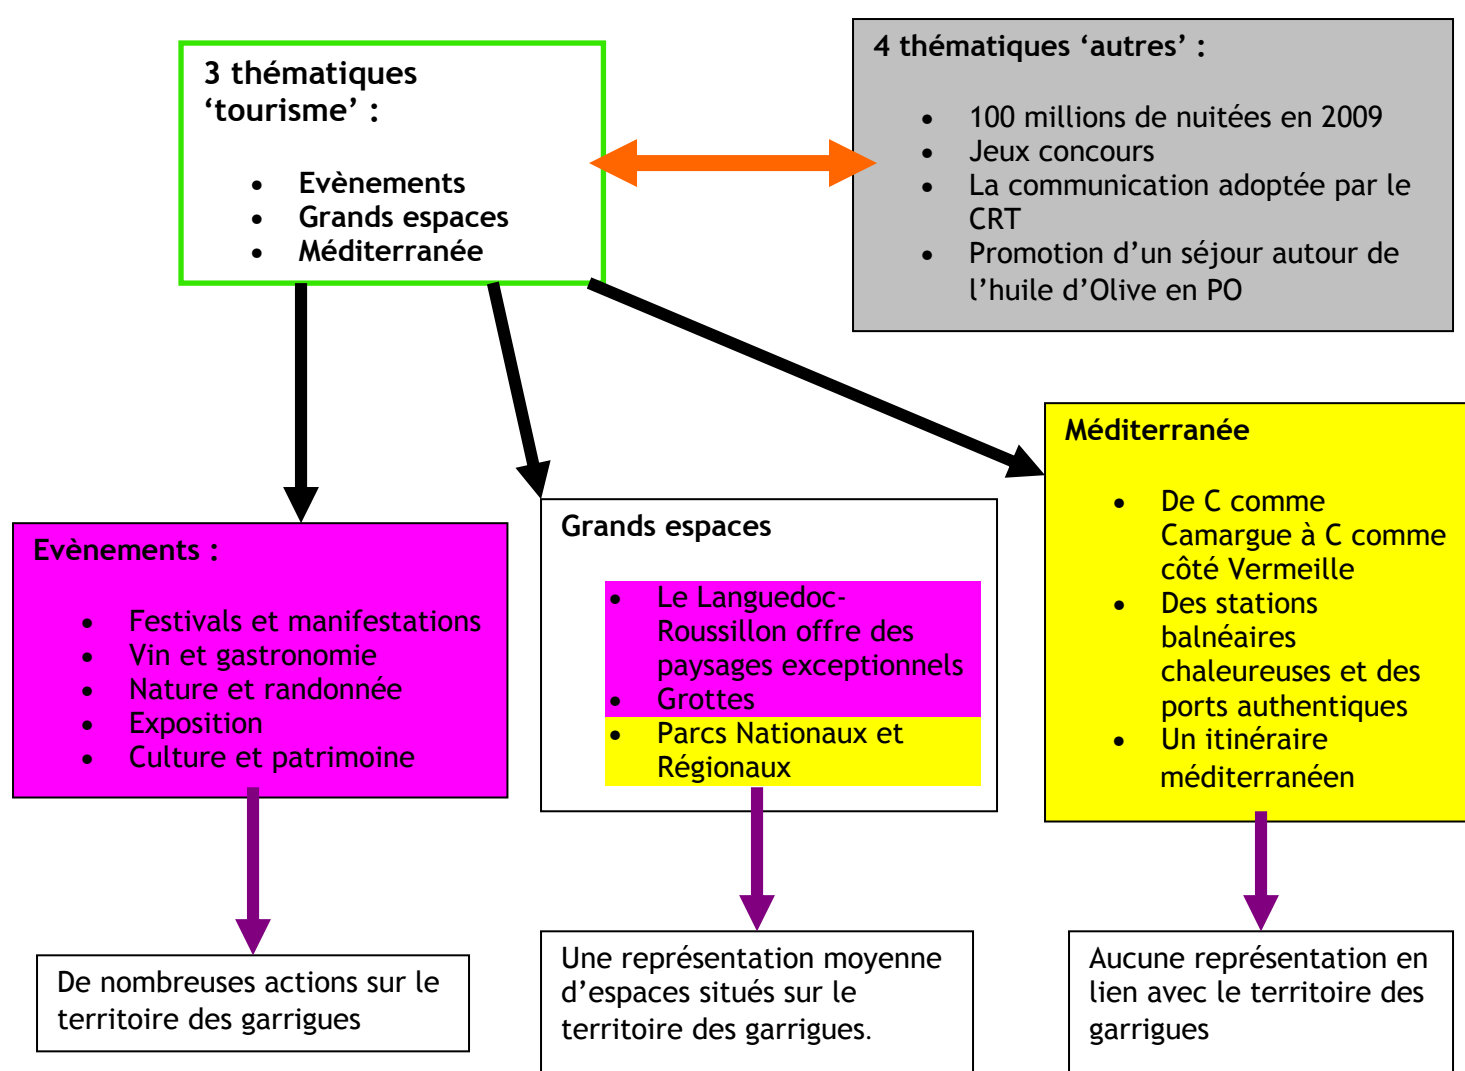 3 thématiques
‘tourisme’ :
• Evènements
• Grands espaces
• Méditerranée
4 thématiques ‘autres’ :
• 100 millions de nuitées en 2009
• Jeux concours
• La communication adoptée par le
CRT
• Promotion d’un séjour autour de
l’huile d’Olive en PO
Evènements :
• Festivals et manifestations
• Vin et gastronomie
• Nature et randonnée
• Exposition
• Culture et patrimoine
Grands espaces
• Le Languedoc-
Roussillon offre des
paysages exceptionnels
• Grottes
• Parcs Nationaux et
Régionaux
Méditerranée
• De C comme
Camargue à C comme
côté Vermeille
• Des stations
balnéaires
chaleureuses et des
ports authentiques
• Un itinéraire
méditerranéen
De nombreuses actions sur le
territoire des garrigues
Une représentation moyenne
d’espaces situés sur le
territoire des garrigues.
Aucune représentation en
lien avec le territoire des
garrigues